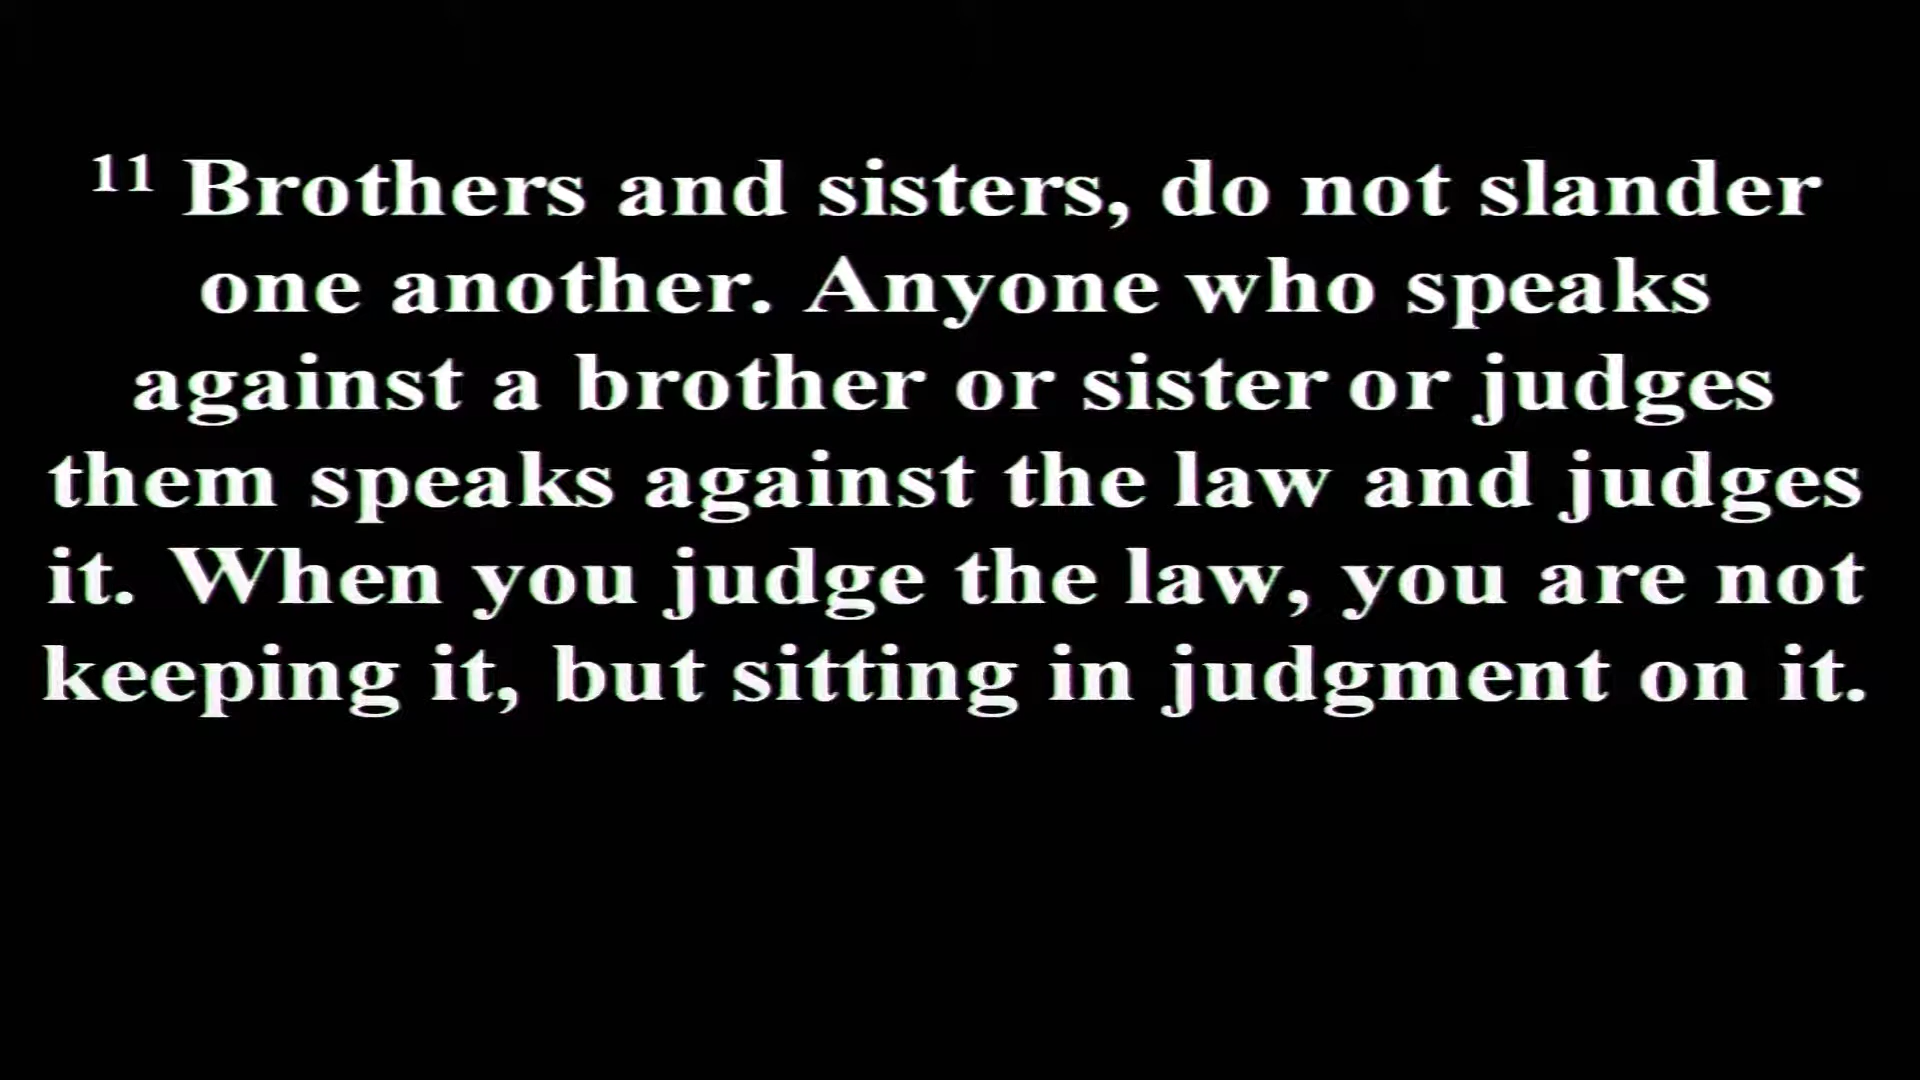 11 Brothers and sisters, do not slander
one another. Anyone who speaks
against a brother or sister or judges
them speaks against the law and judges
it. When you judge the law, you are not
keeping it, but sitting in judgment on it.